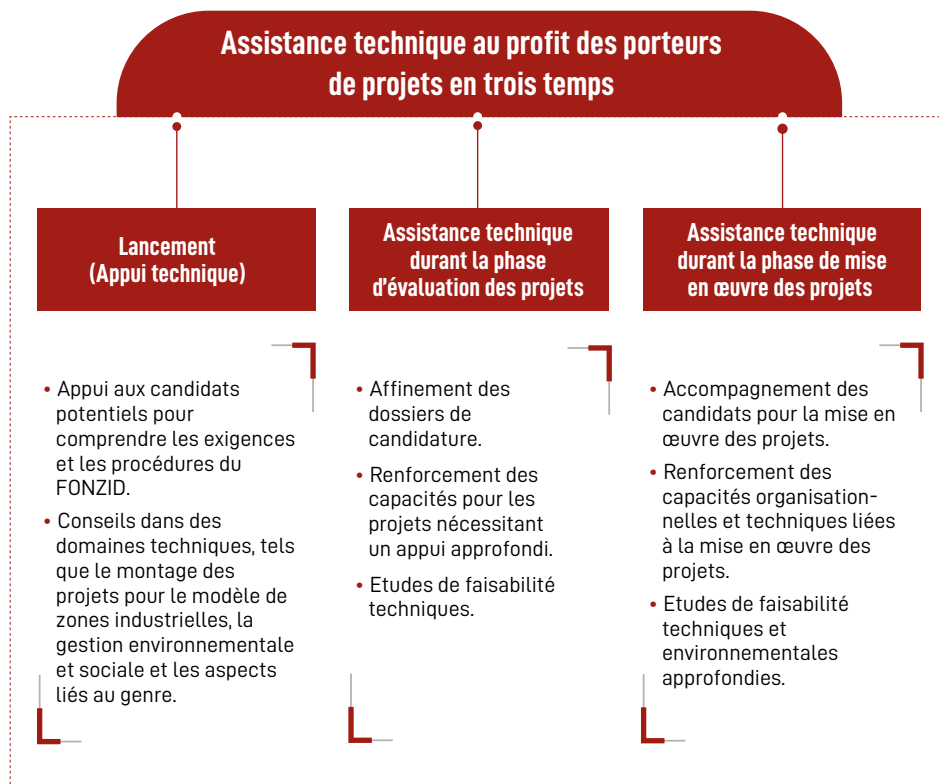 Assistance technique au profit des porteurs
de projets en trois temps
Lancement
(Appui technique)
• Appui aux candidats
potentiels pour
comprendre les exigences
et les procédures du
FONZID.
• Conseils dans des
domaines techniques, tels
que le montage des
projets pour le modèle de
zones industrielles, la
gestion environnementale
et sociale et les aspects
liés au genre.
Assistance technique
durant la phase
d'évaluation des projets
• Affinement des
dossiers de
candidature.
• Renforcement des
capacités pour les
projets nécessitant
un appui approfondi.
• Etudes de faisabilité
techniques.
Assistance technique
durant la phase de mise
en œuvre des projets
• Accompagnement des
candidats pour la mise en
œuvre des projets.
• Renforcement des
capacités organisation-
nelles et techniques liées
à la mise en œuvre des
projets.
• Etudes de faisabilité
techniques et
environnementales
approfondies.